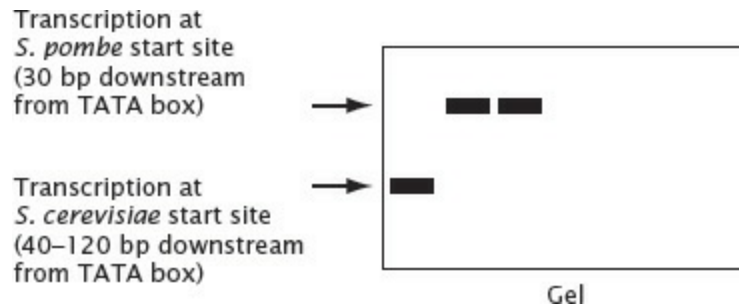 Transcription at
S. pombe start site
(30 bp downstream
from TATA box)
Transcription at
S. cerevisiae start site
(40–120 bp downstream
from TATA box)
Gel